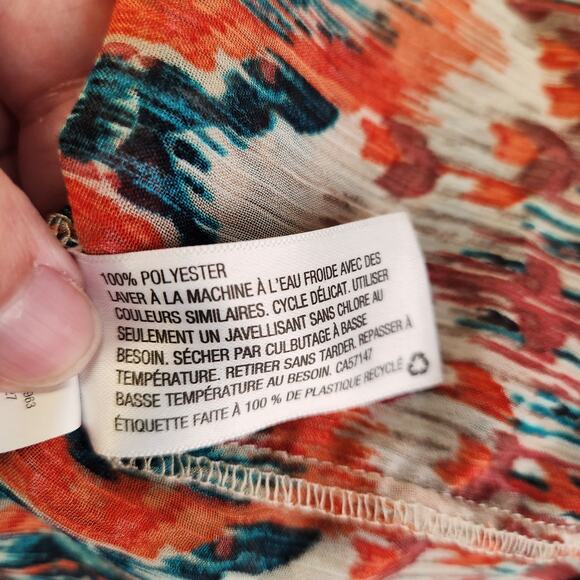 100% POLYESTER
LAVER À LA MACHINE À L'EAU FROIDE AVEC DES
COULEURS SIMILAIRES. CYCLE DÉLICAT. UTILISER
SEULEMENT UN JAVELLISANT SANS CHLORE AU
BESOIN. SÉCHER PAR CULBUTAGE À BASSE
TEMPÉRATURE. RETIRER SANS TARDER, REPASSER À
BASSE TEMPÉRATURE AU BESOIN. CA57147
ÉTIQUETTE FAITE À 100 % DE PLASTIQUE RECYCLÉ